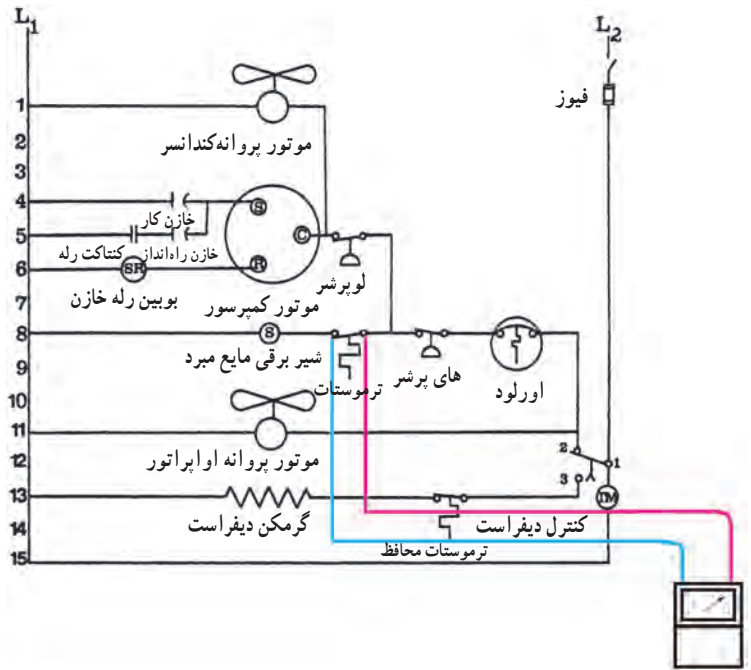 L1
L2
فیوز
1
موتور پروانه کندانسر
2
3
4
S
خازن کار
5
C
کنتاکت رله
خازن راه‌انداز
لوپرشر
6
SR
R
بوبین رله خازن
موتور کمپرسور
7
8
S
شیر برقی مایع مبرد
ترموستات
های پرشر
اورلود
9
10
11
موتور پروانه اواپراتور
2
1
12
3
13
TM
گرمکن دیفراست
کنترل دیفراست
14
ترموستات محافظ
15